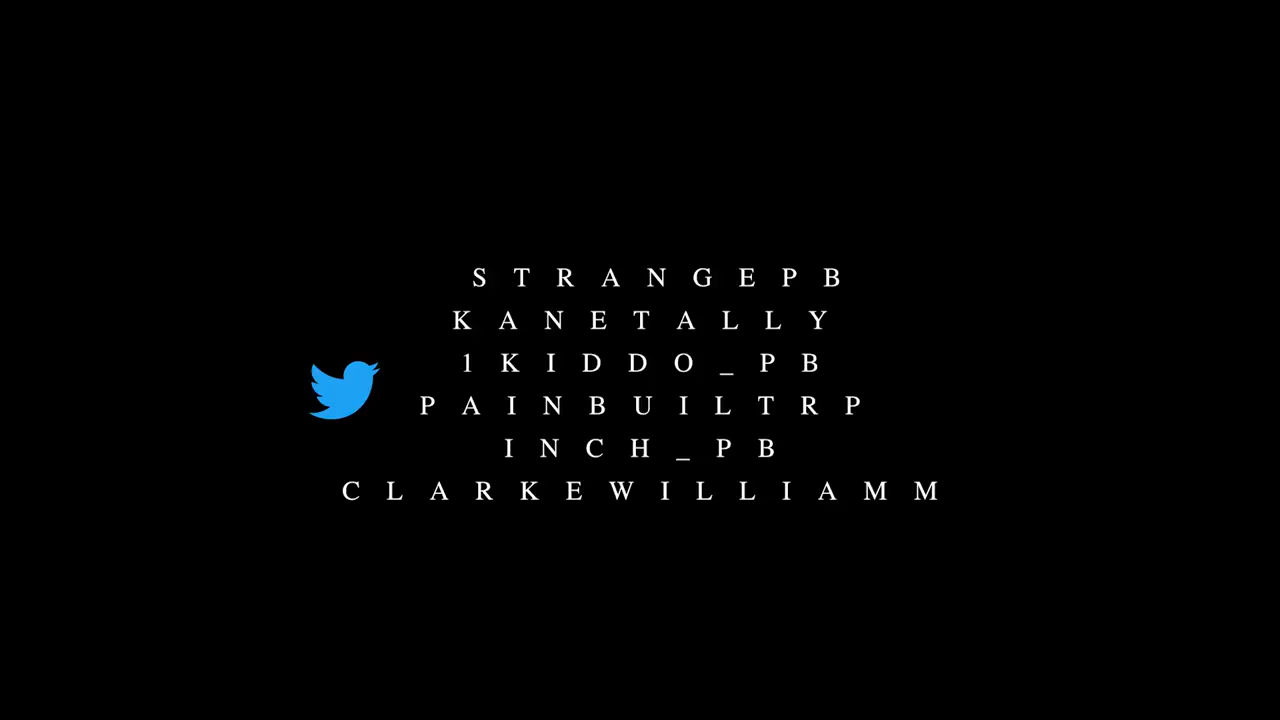 STRANGEPB
KANETALLY
1KIDDO_PB
PAINBUILTRP
INCH_PB
CLARKEWILLIAMM